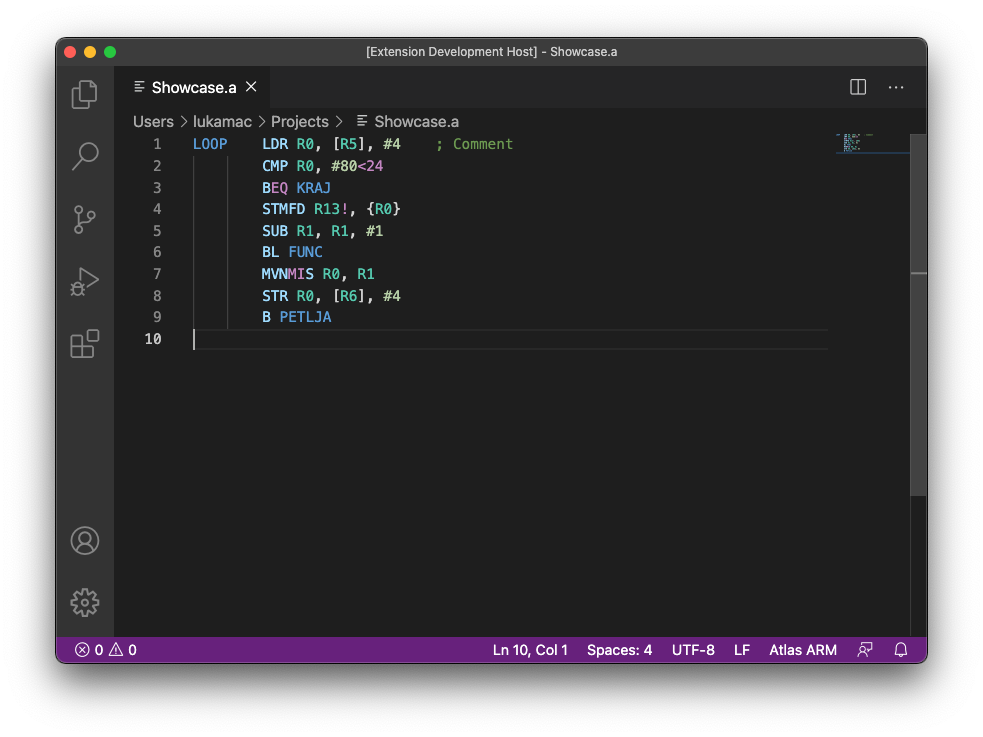 [Extension Development Host] - Showcase.a
Showcase.a
Users > lukamac > Projects > Showcase.a
1 LOOP LDR R0, [R5], #4 ; Comment
2 CMP R0, #80<24
3 BEQ KRAJ
4 STMFD R13!, {R0}
5 SUB R1, R1, #1
6 BL FUNC
7 MVNMIS R0, R1
8 STR R0, [R6], #4
9 B PETLJA
10
0 0 Ln 10, Col 1 Spaces: 4 UTF-8 LF Atlas ARM